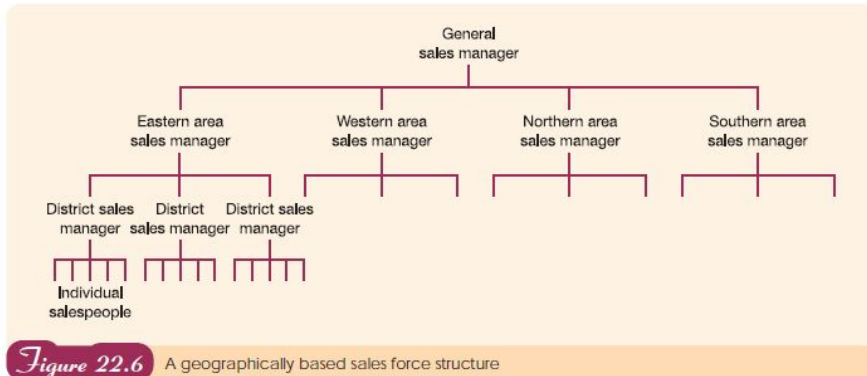 General
sales manager
Eastern area
sales manager
Western area
sales manager
Northern area
sales manager
Southern area
sales manager
District sales
manager
District
sales manager
District sales
manager
Individual
salespeople
Figure 22.6 A geographically based sales force structure